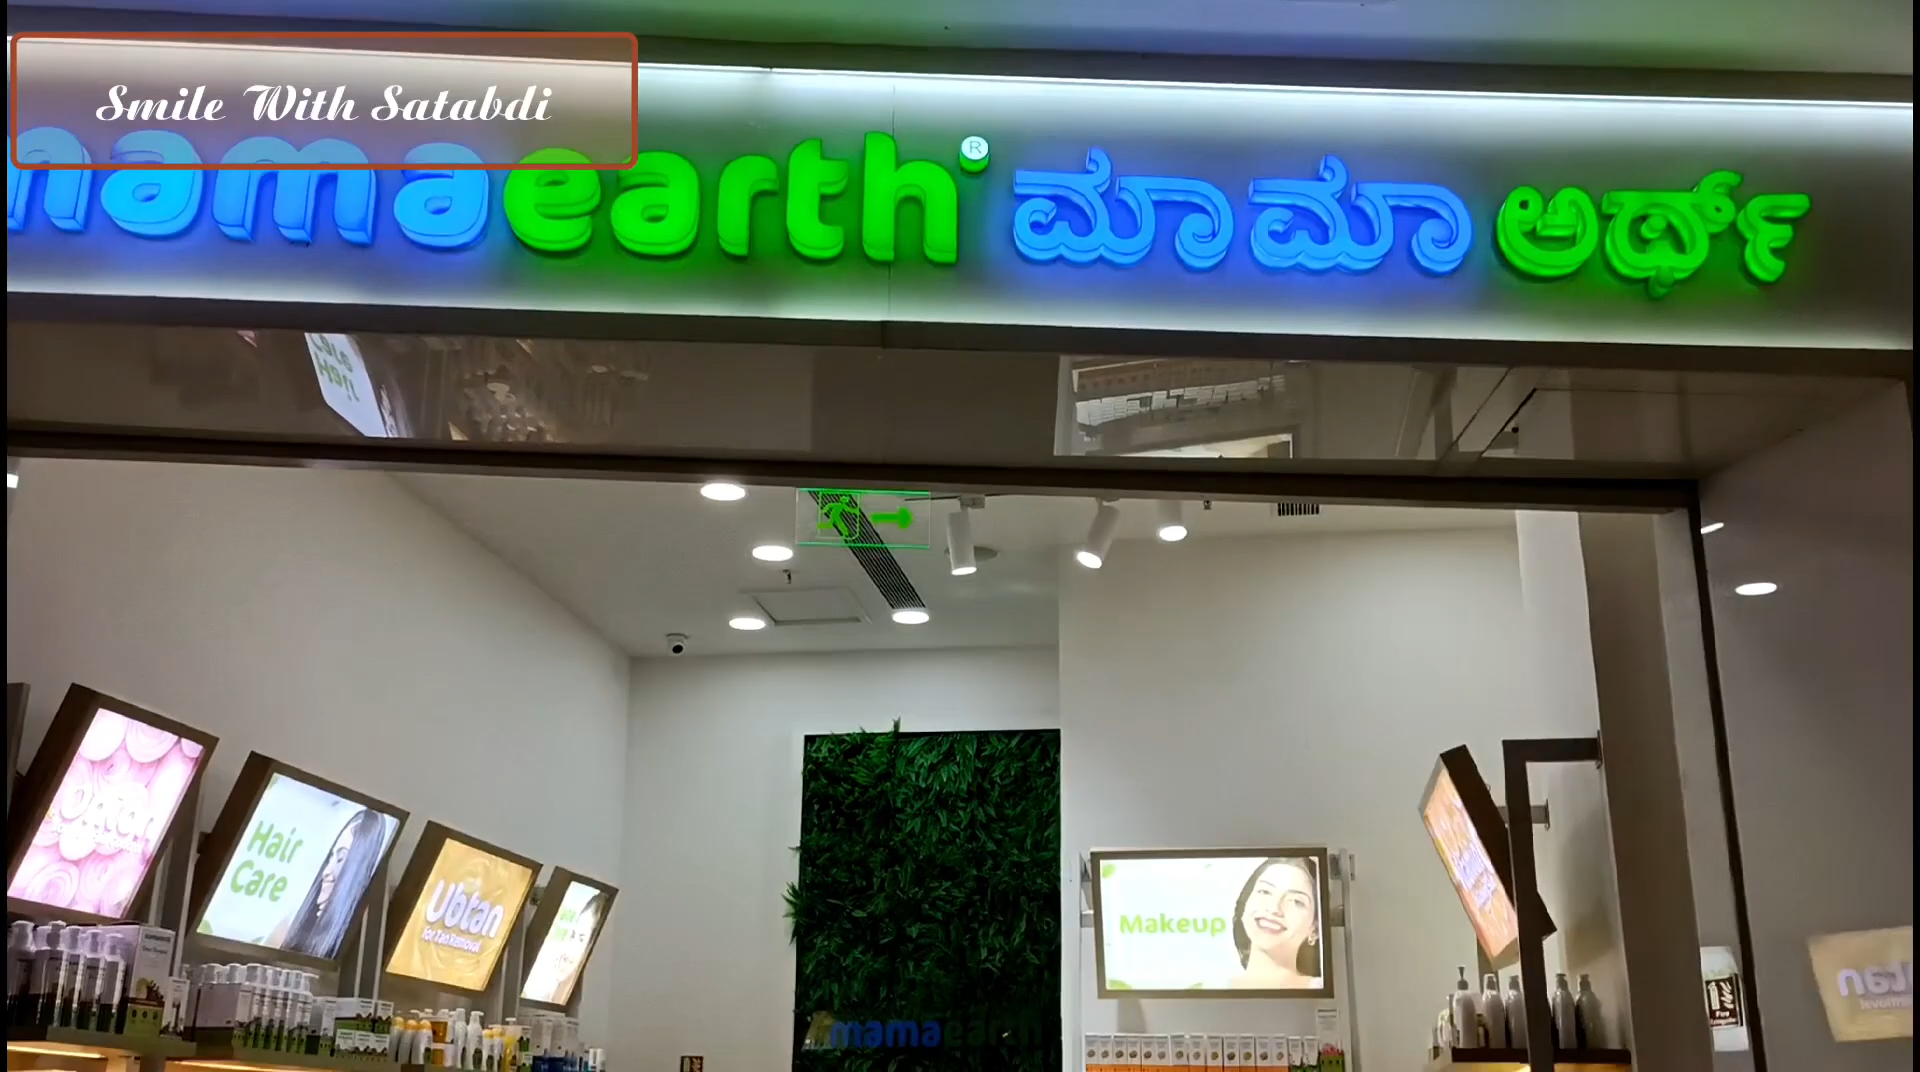 Smile With Satabdi
mamaearth® ಮಾಮಾ ಅರ್ಥ್
Hair
Care
Ubtan
for Tan Removal
Makeup
mamaearth